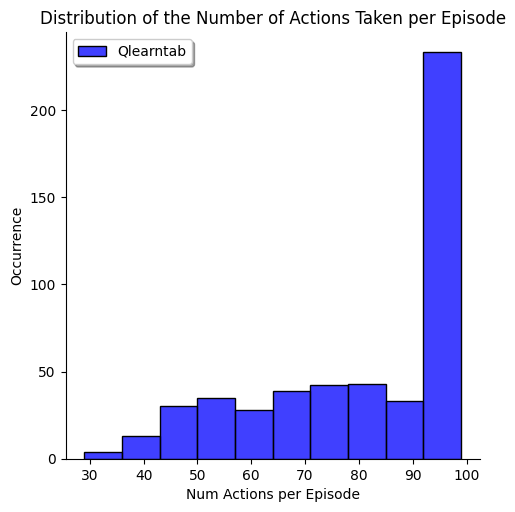 Distribution of the Number of Actions Taken per Episode
Qlearntab
Occurrence
200
150
100
50
0
30 40 50 60 70 80 90 100
Num Actions per Episode